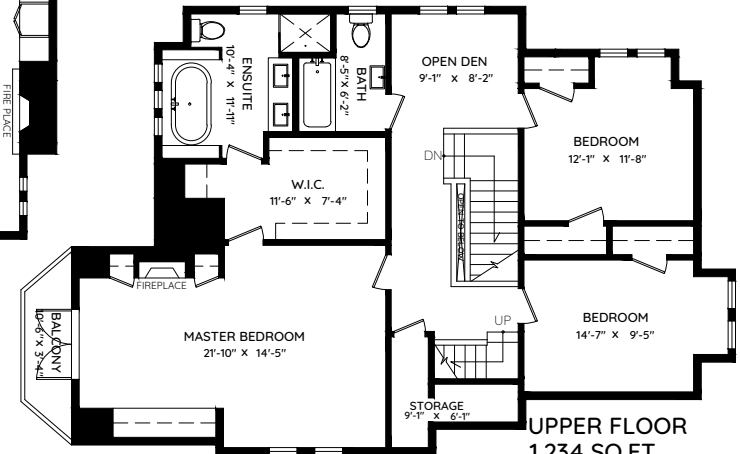 FIRE PLACE
ENSUITE
10'-4" x 11'-11"
BATH
8'-5" x 6'-2"
OPEN DEN
9'-1" x 8'-2"
BEDROOM
12'-1" x 11'-8"
DN
W.I.C.
11'-6" x 7'-4"
OPEN TO BELOW
FIREPLACE
BALCONY
10'-6" x 3'-4"
MASTER BEDROOM
21'-10" x 14'-5"
UP
BEDROOM
14'-7" x 9'-5"
STORAGE
9'-1" x 6'-1"
UPPER FLOOR
1,234 SQ.FT.